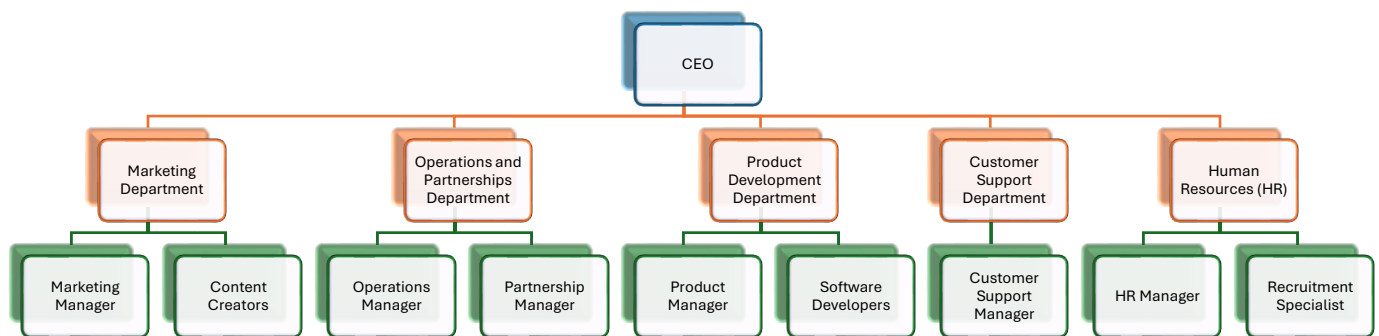 CEO
Marketing
Department
Operations and
Partnerships
Department
Product
Development
Department
Customer
Support
Department
Human
Resources (HR)
Marketing
Manager
Content
Creators
Operations
Manager
Partnership
Manager
Product
Manager
Software
Developers
Customer
Support
Manager
HR Manager
Recruitment
Specialist